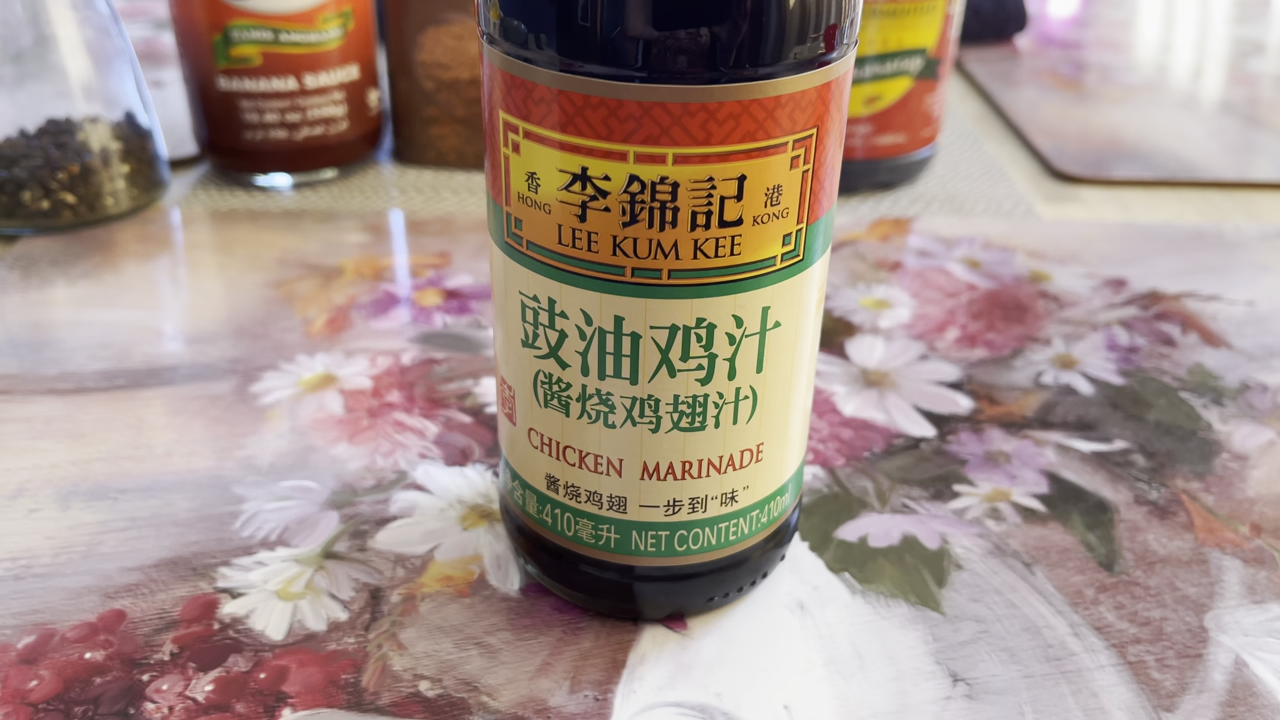 BANANA SAUCE
香 李錦記 港
HONG KONG
LEE KUM KEE
豉油鸡汁
(酱烧鸡翅汁)
CHICKEN MARINADE
酱烧鸡翅 一步到“味”
含量:410毫升 NET CONTENT:410ml